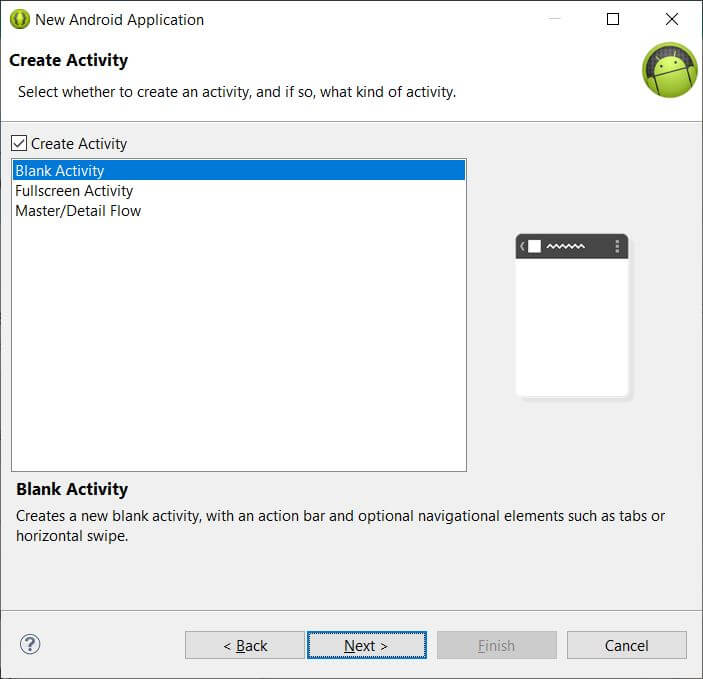 New Android Application
Create Activity
Select whether to create an activity, and if so, what kind of activity.
Create Activity
Blank Activity
Fullscreen Activity
Master/Detail Flow
Blank Activity
Creates a new blank activity, with an action bar and optional navigational elements such as tabs or
horizontal swipe.
< Back
Next >
Finish
Cancel